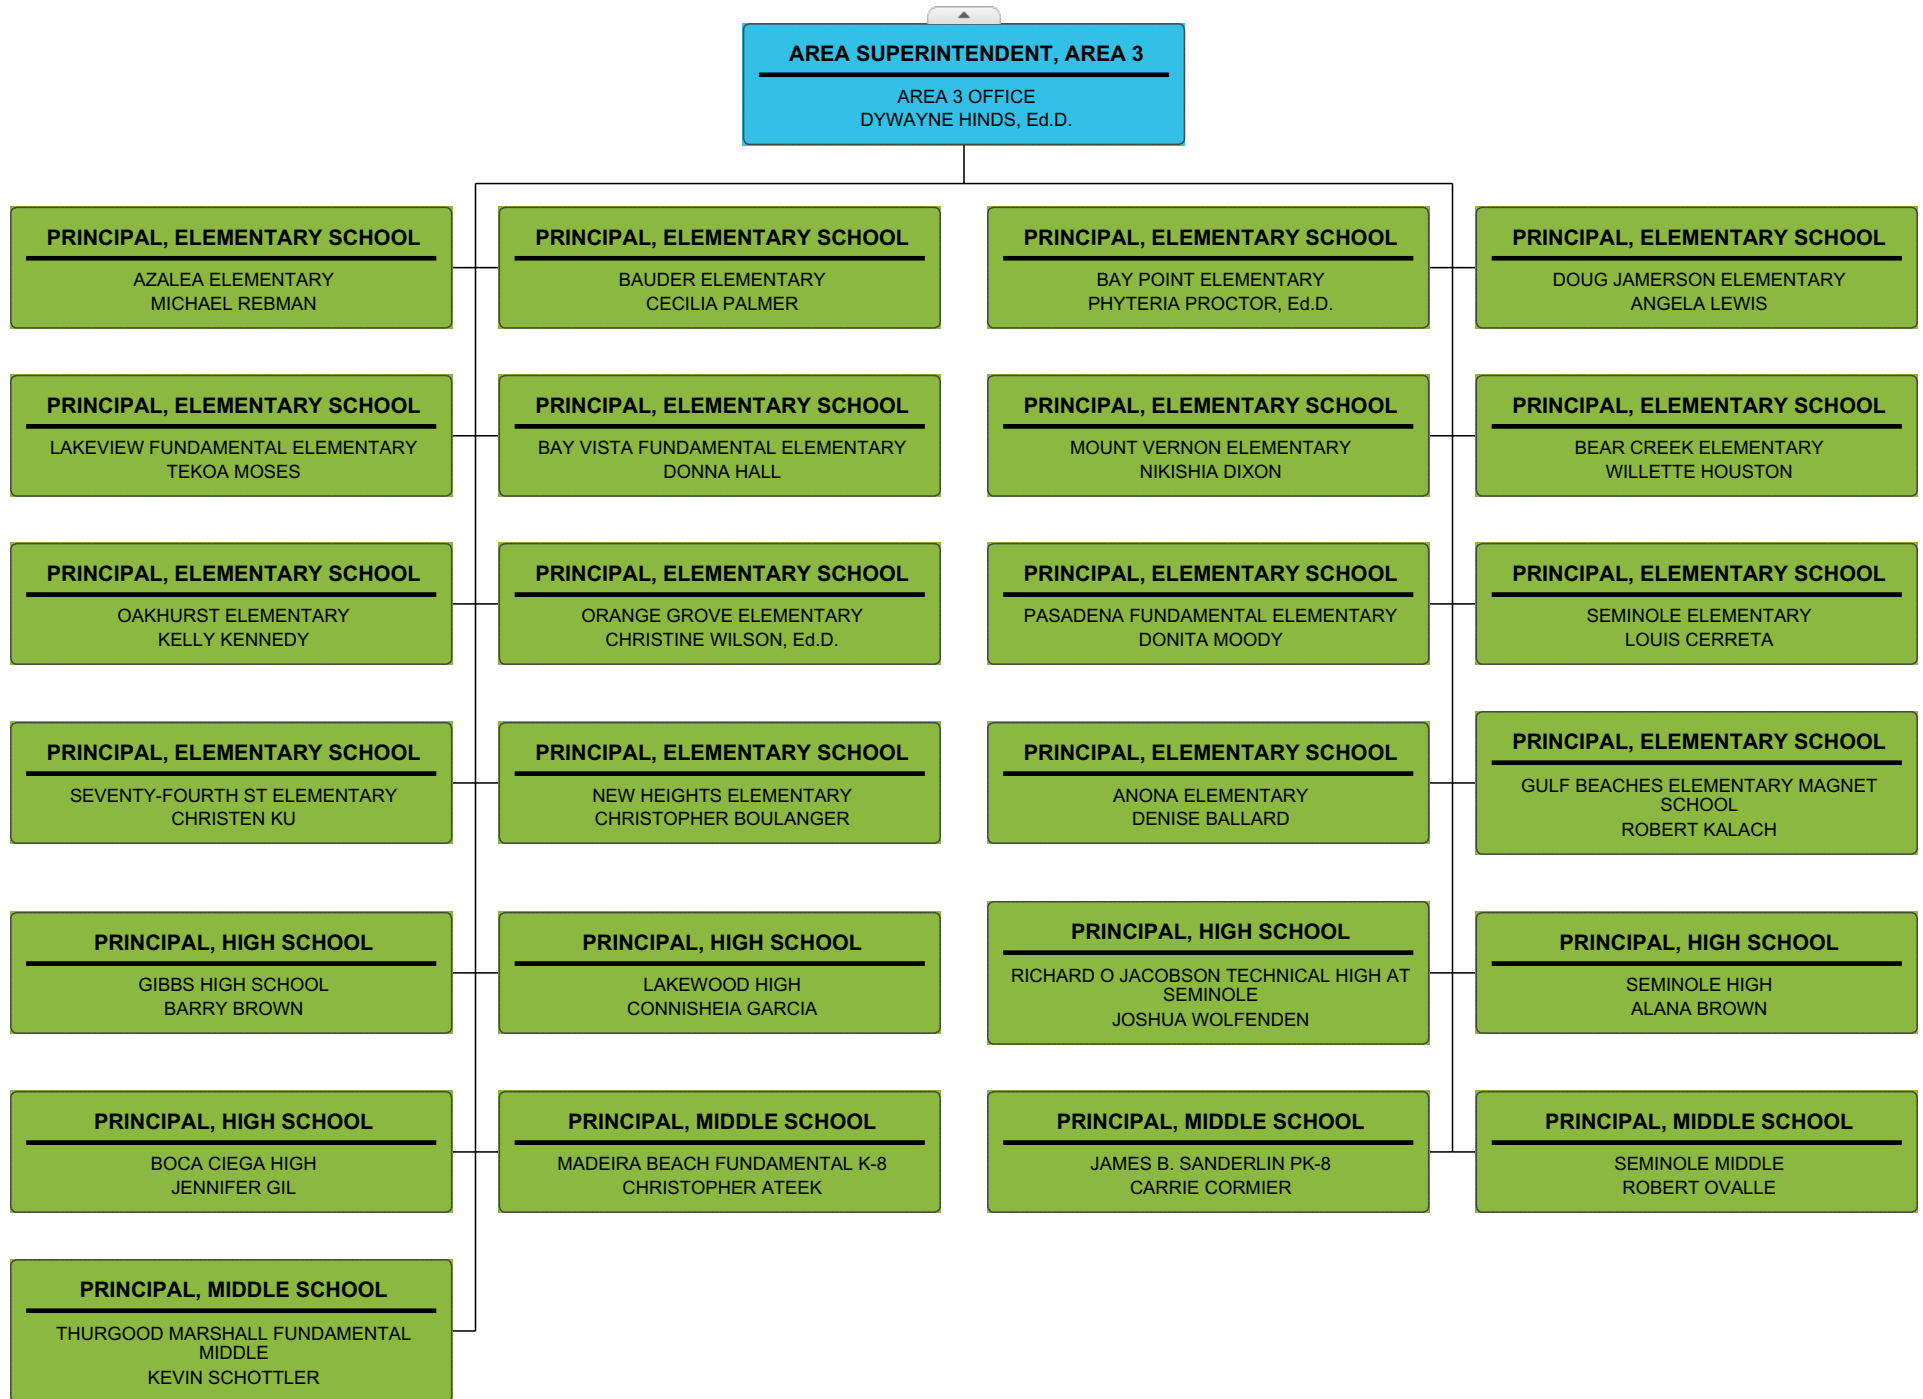 AREA SUPERINTENDENT, AREA 3
AREA 3 OFFICE
DYWAYNE HINDS, Ed.D.
PRINCIPAL, ELEMENTARY SCHOOL
AZALEA ELEMENTARY
MICHAEL REBMAN
PRINCIPAL, ELEMENTARY SCHOOL
BAUDER ELEMENTARY
CECILIA PALMER
PRINCIPAL, ELEMENTARY SCHOOL
BAY POINT ELEMENTARY
PHYTERIA PROCTOR, Ed.D.
PRINCIPAL, ELEMENTARY SCHOOL
DOUG JAMERSON ELEMENTARY
ANGELA LEWIS
PRINCIPAL, ELEMENTARY SCHOOL
LAKEVIEW FUNDAMENTAL ELEMENTARY
TEKOA MOSES
PRINCIPAL, ELEMENTARY SCHOOL
BAY VISTA FUNDAMENTAL ELEMENTARY
DONNA HALL
PRINCIPAL, ELEMENTARY SCHOOL
MOUNT VERNON ELEMENTARY
NIKISHIA DIXON
PRINCIPAL, ELEMENTARY SCHOOL
BEAR CREEK ELEMENTARY
WILLETTE HOUSTON
PRINCIPAL, ELEMENTARY SCHOOL
OAKHURST ELEMENTARY
KELLY KENNEDY
PRINCIPAL, ELEMENTARY SCHOOL
ORANGE GROVE ELEMENTARY
CHRISTINE WILSON, Ed.D.
PRINCIPAL, ELEMENTARY SCHOOL
PASADENA FUNDAMENTAL ELEMENTARY
DONITA MOODY
PRINCIPAL, ELEMENTARY SCHOOL
SEMINOLE ELEMENTARY
LOUIS CERRETA
PRINCIPAL, ELEMENTARY SCHOOL
SEVENTY-FOURTH ST ELEMENTARY
CHRISTEN KU
PRINCIPAL, ELEMENTARY SCHOOL
NEW HEIGHTS ELEMENTARY
CHRISTOPHER BOULANGER
PRINCIPAL, ELEMENTARY SCHOOL
ANONA ELEMENTARY
DENISE BALLARD
PRINCIPAL, ELEMENTARY SCHOOL
GULF BEACHES ELEMENTARY MAGNET
SCHOOL
ROBERT KALACH
PRINCIPAL, HIGH SCHOOL
GIBBS HIGH SCHOOL
BARRY BROWN
PRINCIPAL, HIGH SCHOOL
LAKEWOOD HIGH
CONNISHEIA GARCIA
PRINCIPAL, HIGH SCHOOL
RICHARD O JACOBSON TECHNICAL HIGH AT
SEMINOLE
JOSHUA WOLFENDEN
PRINCIPAL, HIGH SCHOOL
SEMINOLE HIGH
ALANA BROWN
PRINCIPAL, HIGH SCHOOL
BOCA CIEGA HIGH
JENNIFER GIL
PRINCIPAL, MIDDLE SCHOOL
MADEIRA BEACH FUNDAMENTAL K-8
CHRISTOPHER ATEEK
PRINCIPAL, MIDDLE SCHOOL
JAMES B. SANDERLIN PK-8
CARRIE CORMIER
PRINCIPAL, MIDDLE SCHOOL
SEMINOLE MIDDLE
ROBERT OVALLE
PRINCIPAL, MIDDLE SCHOOL
THURGOOD MARSHALL FUNDAMENTAL
MIDDLE
KEVIN SCHOTTLER